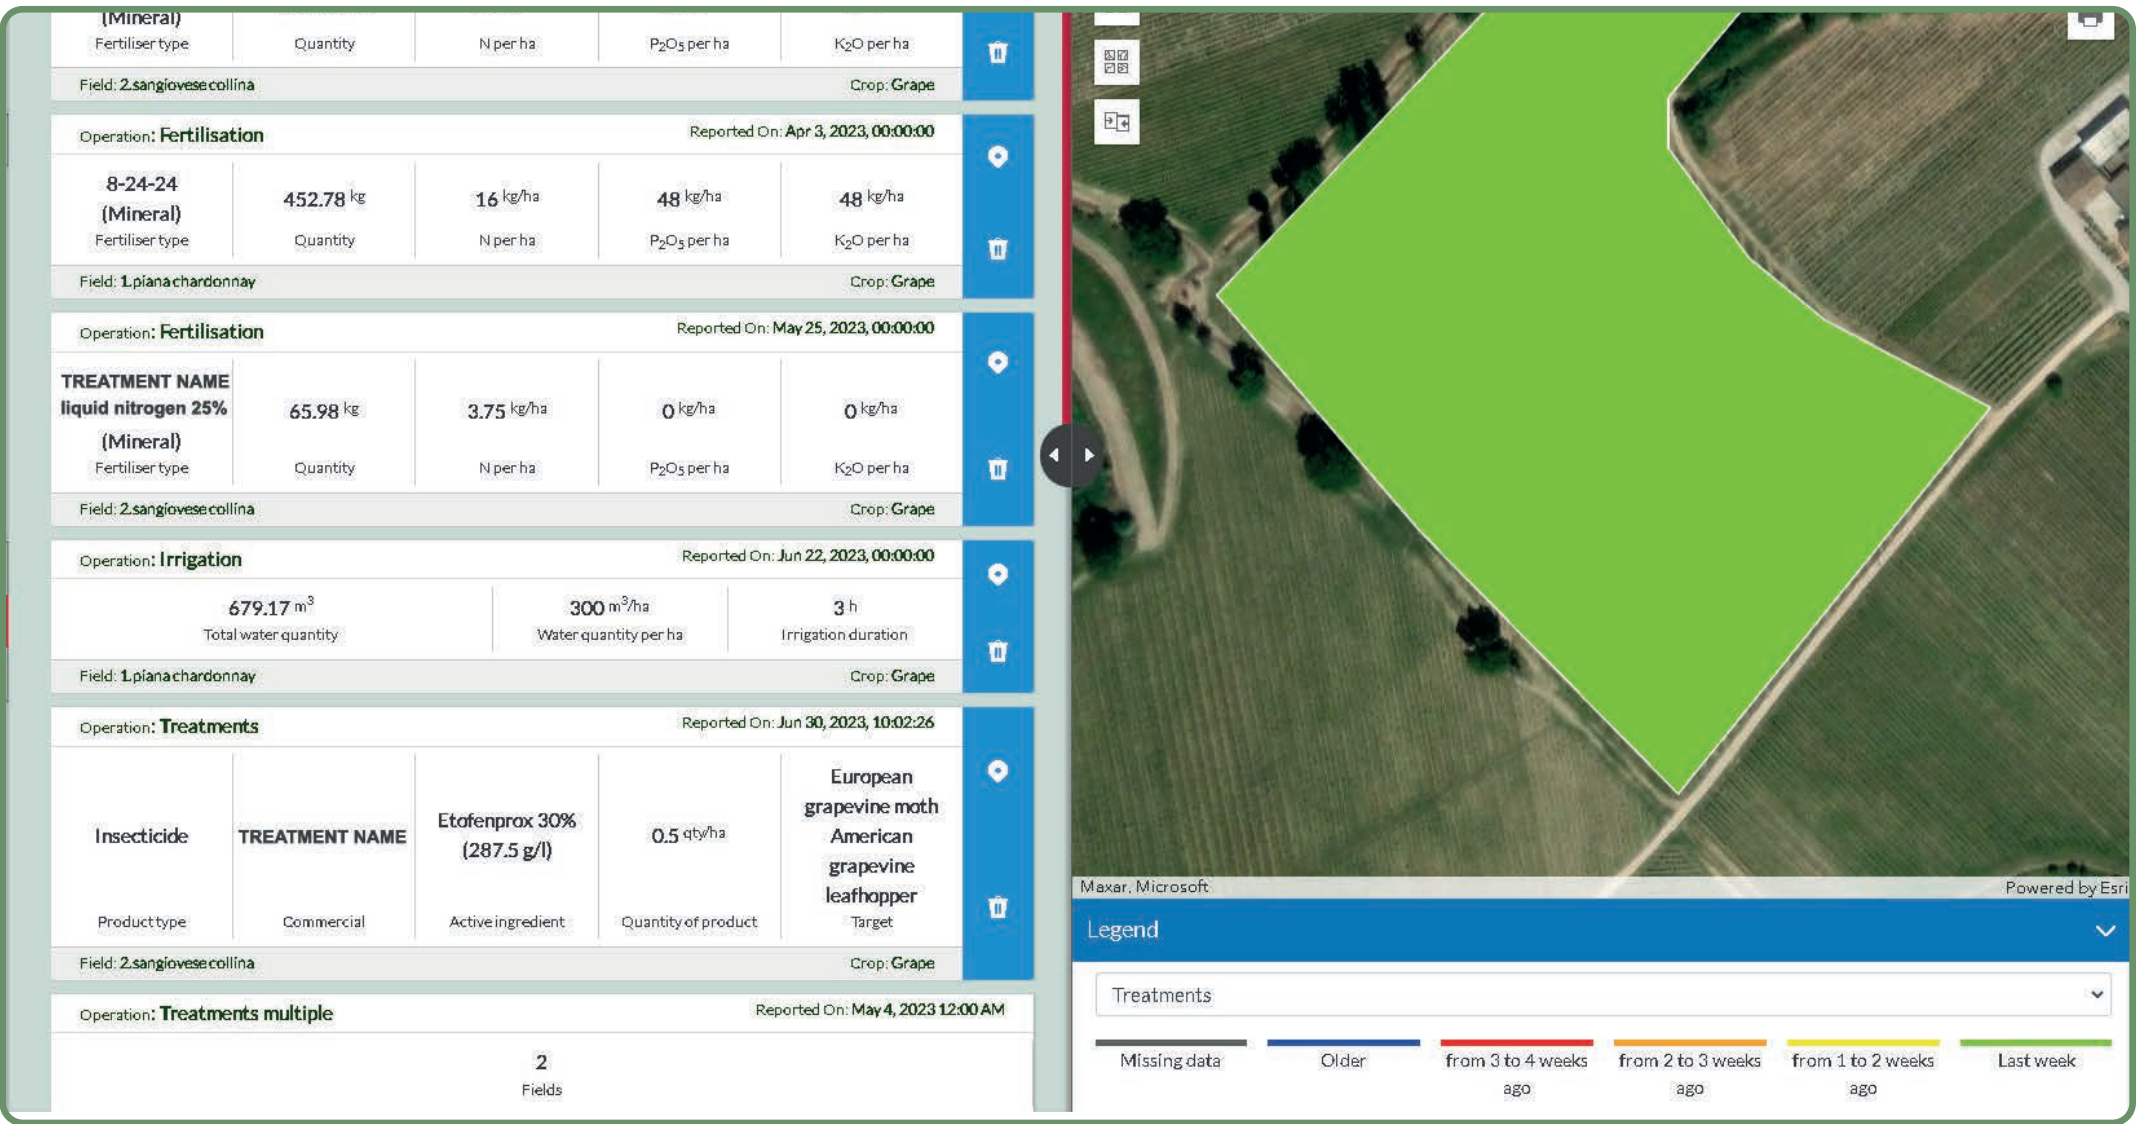 (Mineral)
Fertiliser type Quantity N per ha P₂O₅ per ha K₂O per ha
Field: 2.sangiovese collina Crop: Grape
Operation: Fertilisation Reported On: Apr 3, 2023, 00:00:00
8-24-24
(Mineral) 452.78 kg 16 kg/ha 48 kg/ha 48 kg/ha
Fertiliser type Quantity N per ha P₂O₅ per ha K₂O per ha
Field: 1.piana chardonnay Crop: Grape
Operation: Fertilisation Reported On: May 25, 2023, 00:00:00
TREATMENT NAME
liquid nitrogen 25% 65.98 kg 3.75 kg/ha 0 kg/ha 0 kg/ha
(Mineral)
Fertiliser type Quantity N per ha P₂O₅ per ha K₂O per ha
Field: 2.sangiovese collina Crop: Grape
Operation: Irrigation Reported On: Jun 22, 2023, 00:00:00
679.17 m³ 300 m³/ha 3 h
Total water quantity Water quantity per ha Irrigation duration
Field: 1.piana chardonnay Crop: Grape
Operation: Treatments Reported On: Jun 30, 2023, 10:02:26
Insecticide
TREATMENT NAME
Etofenprox 30%
(287.5 g/l)
0.5 qty/ha
European
grapevine moth
American
grapevine
leafhopper
Product type Commercial Active ingredient Quantity of product Target
Field: 2.sangiovese collina Crop: Grape
Operation: Treatments multiple Reported On: May 4, 2023 12:00 AM
2
Fields
Maxar, Microsoft Powered by Esri
Legend
Treatments
Missing data Older from 3 to 4 weeks from 2 to 3 weeks from 1 to 2 weeks Last week
ago ago ago